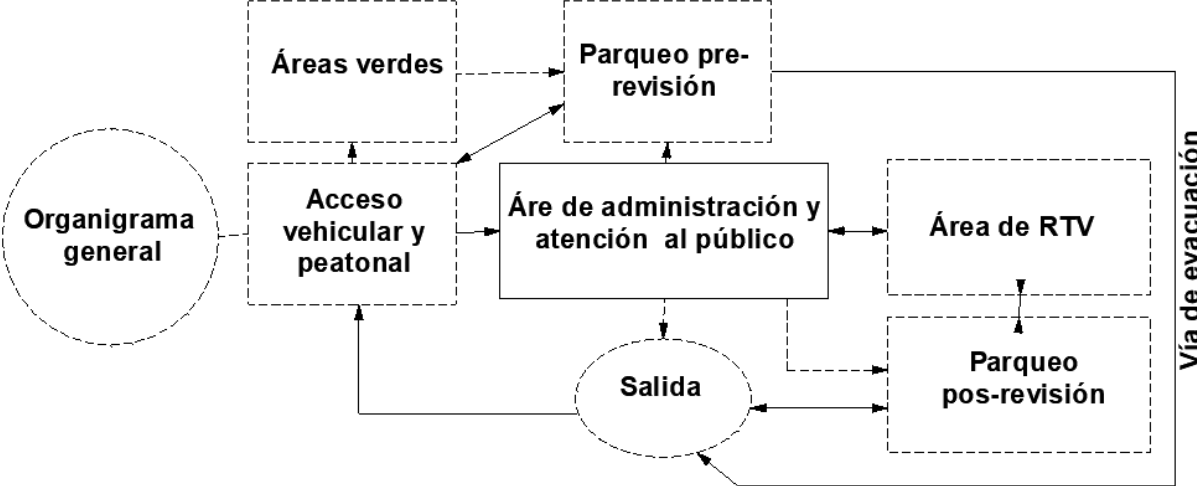 Áreas verdes
Parqueo pre-
revisión
Organigrama
general
Acceso
vehicular y
peatonal
Áre de administración y
atención al público
Área de RTV
Vía de evacuación
Salida
Parqueo
pos-revisión